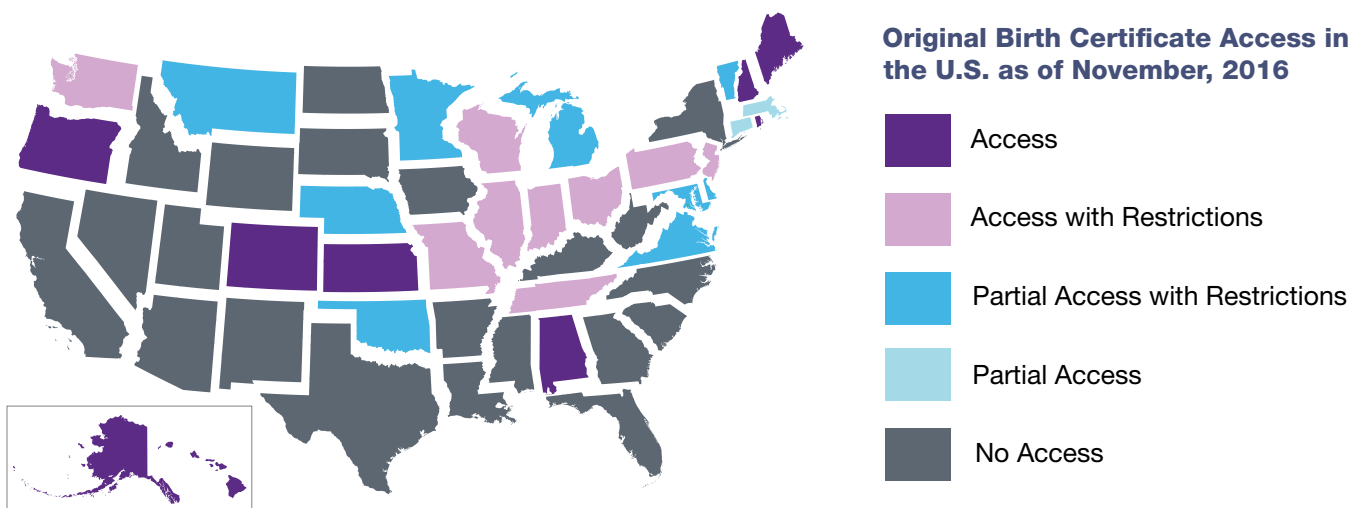 Original Birth Certificate Access in
the U.S. as of November, 2016
Access
Access with Restrictions
Partial Access with Restrictions
Partial Access
No Access